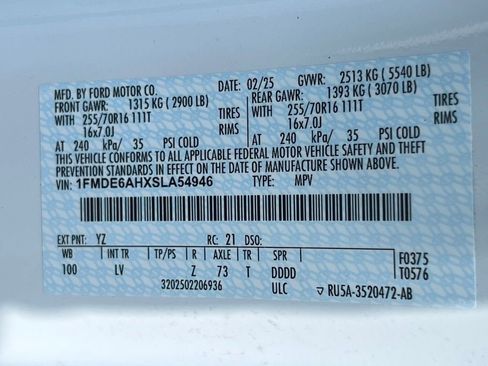 MFD. BY FORD MOTOR CO. DATE: 02/25 GVWR: 2513 KG ( 5540 LB)
FRONT GAWR: 1315 KG ( 2900 LB) REAR GAWR: 1393 KG ( 3070 LB)
WITH 255/70R16 111T TIRES WITH 255/70R16 111T TIRES
16x7.0J RIMS 16x7.0J RIMS
AT 240 kPa/ 35 PSI COLD AT 240 kPa/ 35 PSI COLD
THIS VEHICLE CONFORMS TO ALL APPLICABLE FEDERAL MOTOR VEHICLE SAFETY AND THEFT
PREVENTION STANDARDS IN EFFECT ON THE DATE OF MANUFACTURE SHOWN ABOVE.
VIN: 1FMDE6AHXSLA54946 TYPE: MPV
EXT PNT: YZ RC: 21 DSO:
WB INT TR TP/PS R AXLE TR SPR F0375
100 LV Z 73 T DDDD T0576
3202502206936 ULC ▽ RU5A-3520472-AB